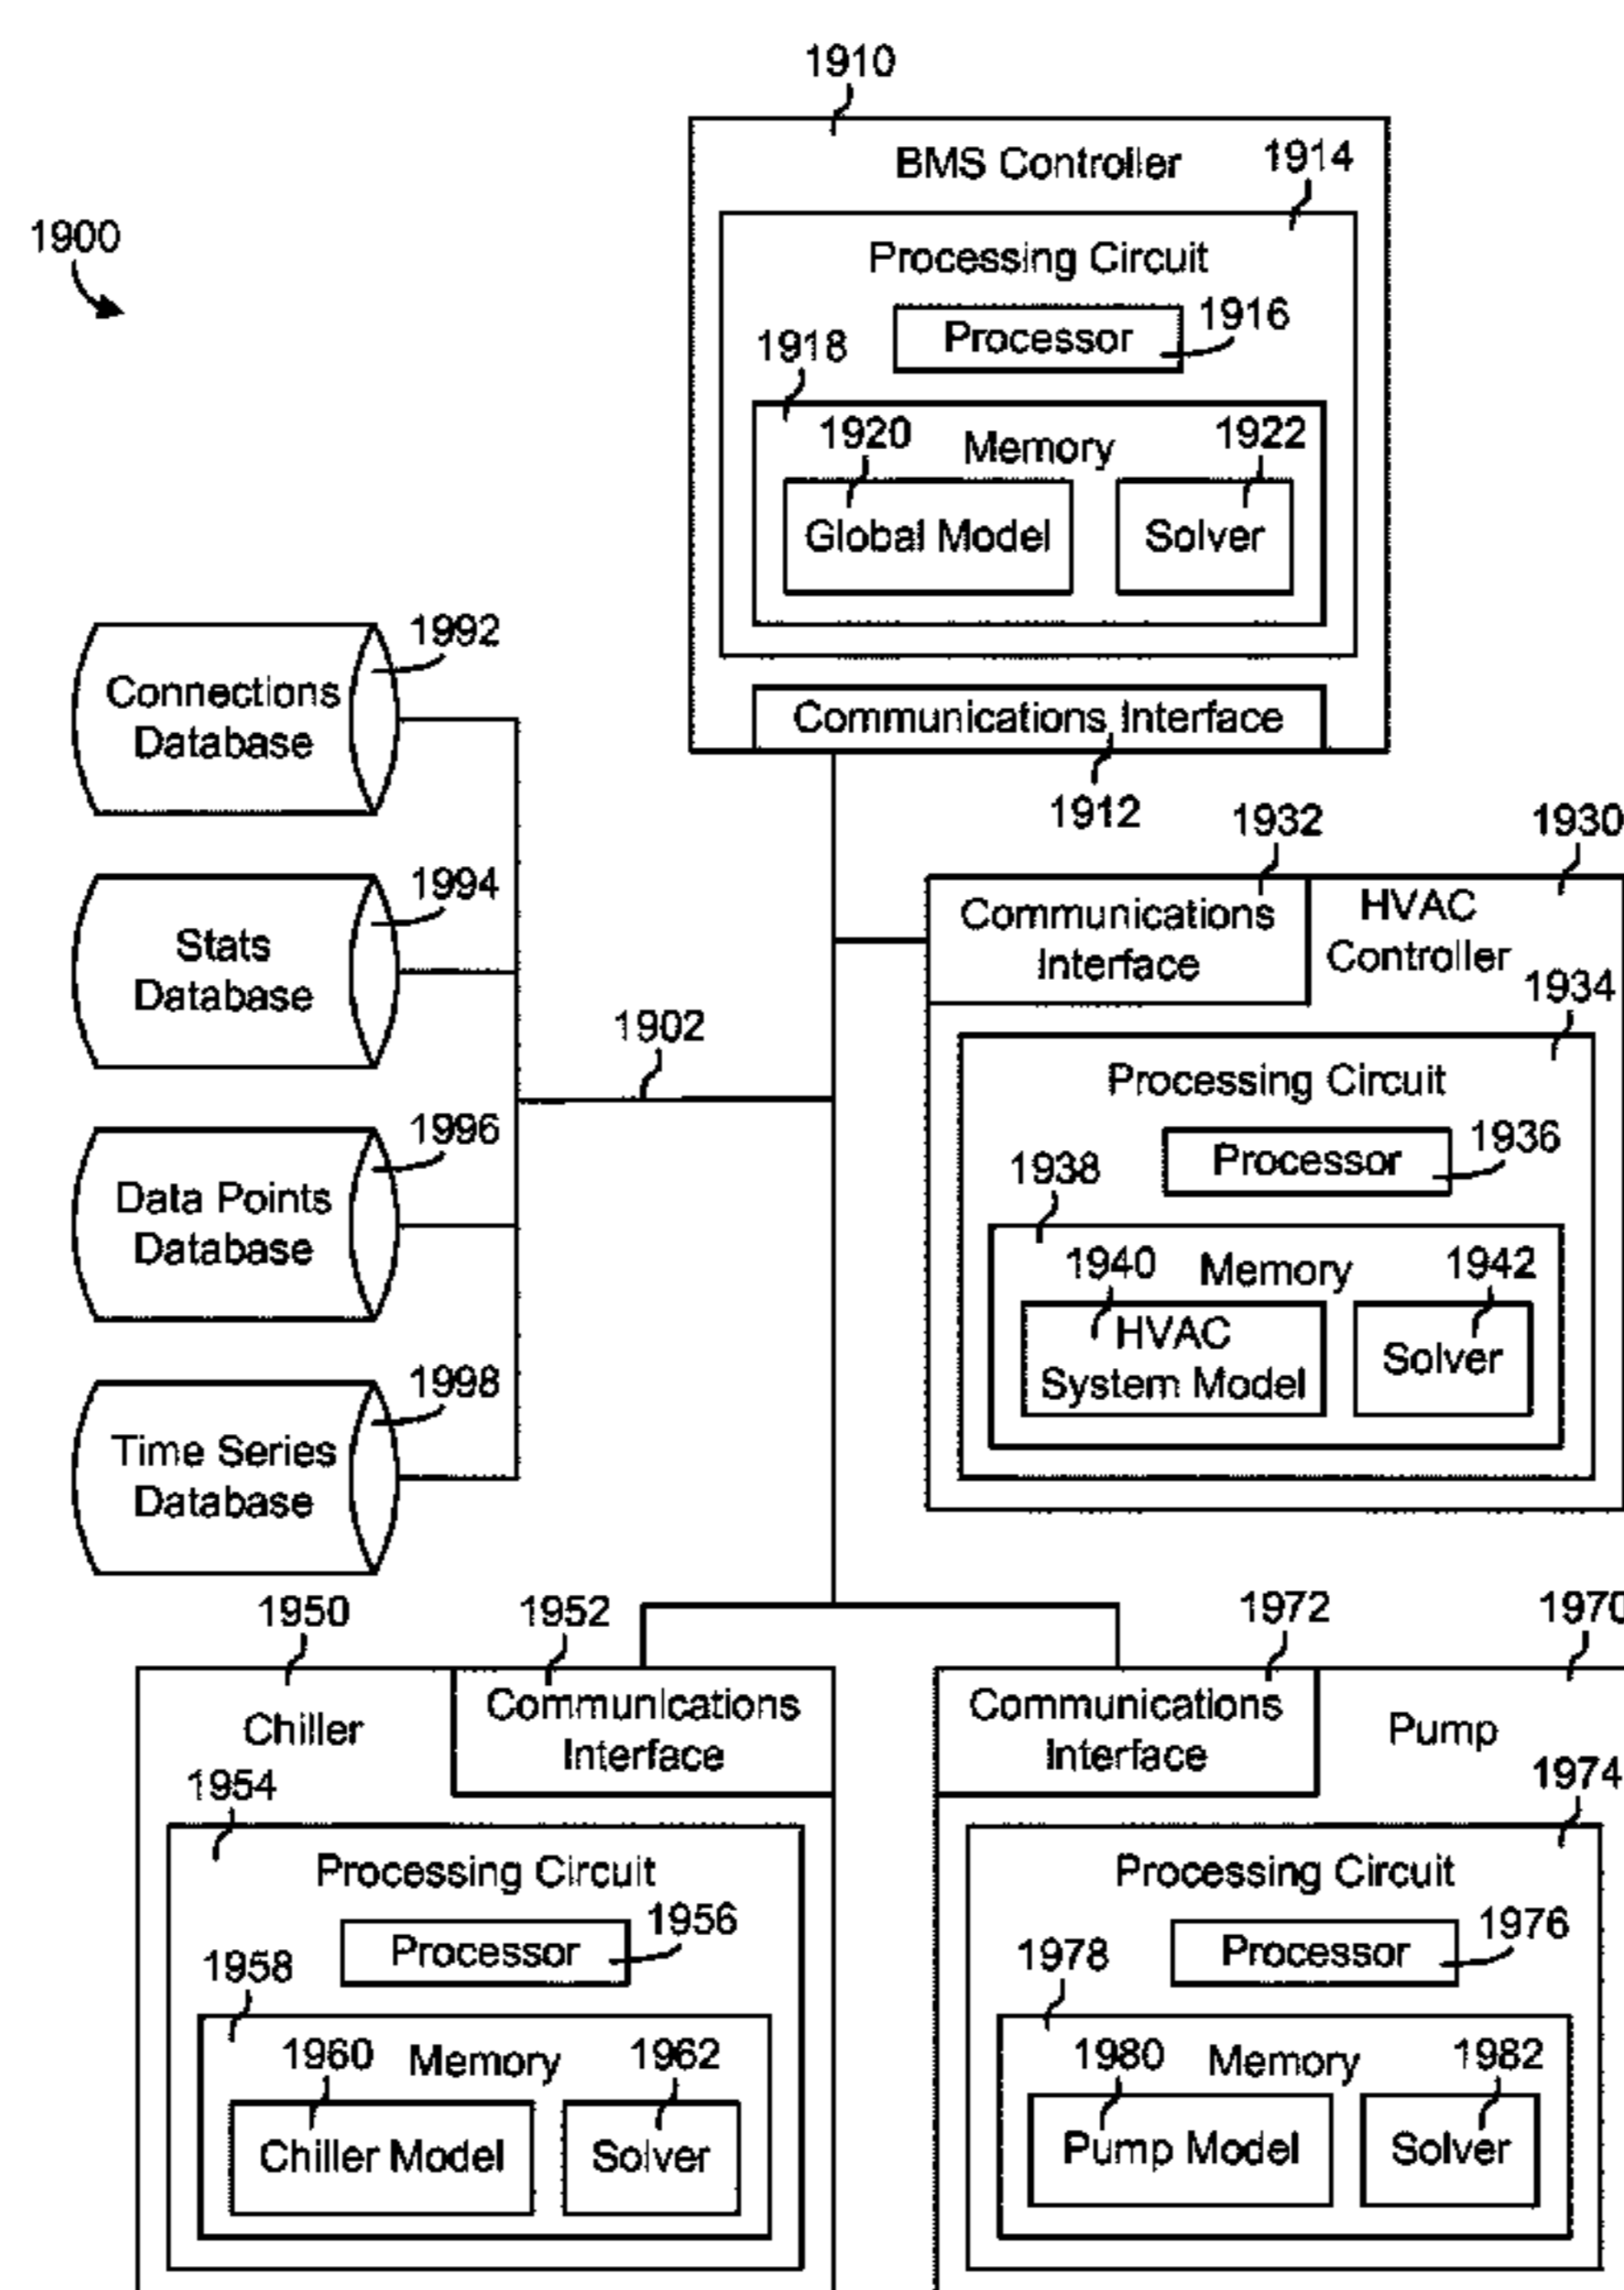 1910
BMS Controller
1914
1900
Processing Circuit
Processor
1916
1918
1920
Memory
1922
Global Model
Solver
Communications Interface
1912
1992
Connections
Database
1994
Stats
Database
1902
1996
Data Points
Database
1998
Time Series
Database
1932
1930
Communications
Interface
HVAC
Controller
1934
Processing Circuit
Processor
1936
1938
1940
Memory
1942
HVAC
System Model
Solver
1950
1952
Chiller
Communications
Interface
1954
Processing Circuit
Processor
1956
1958
1960
Memory
1962
Chiller Model
Solver
1972
1970
Communications
Interface
Pump
1974
Processing Circuit
Processor
1976
1978
1980
Memory
1982
Pump Model
Solver